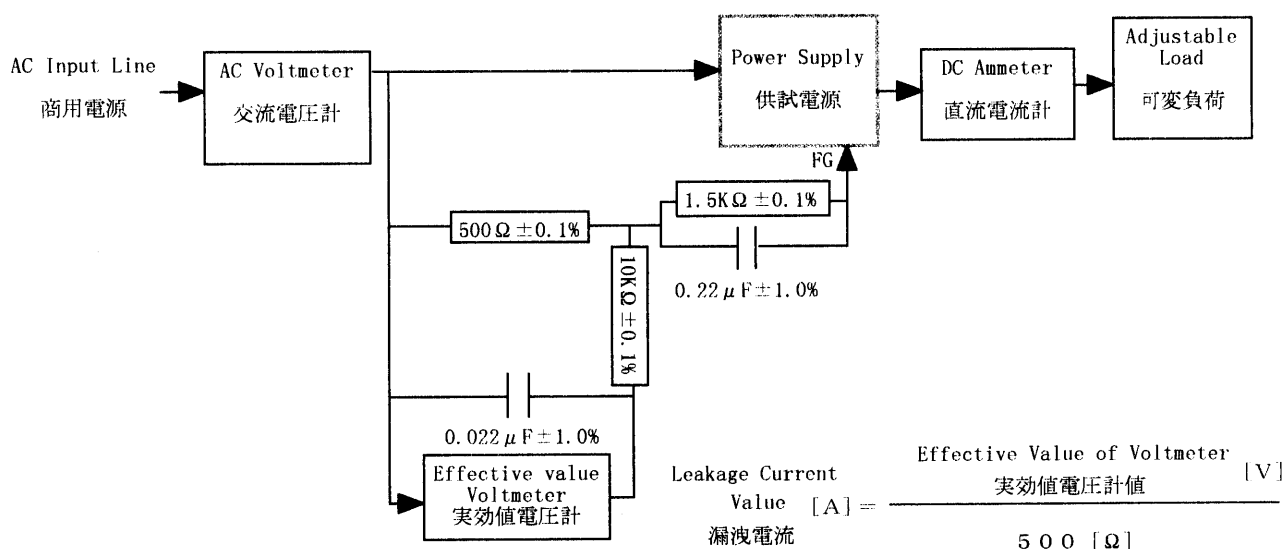 AC Input Line
商用電源
AC Voltmeter
交流電圧計
Power Supply
供試電源
DC Ammeter
直流電流計
Adjustable
Load
可変負荷
FG
1.5KΩ±0.1%
500Ω±0.1%
0.22μF±1.0%
10KΩ±0.1%
0.022μF±1.0%
Effective value
Voltmeter
実効値電圧計
Leakage Current
Value [A]=
漏洩電流
Effective Value of Voltmeter
実効値電圧計値 [V]
500 [Ω]